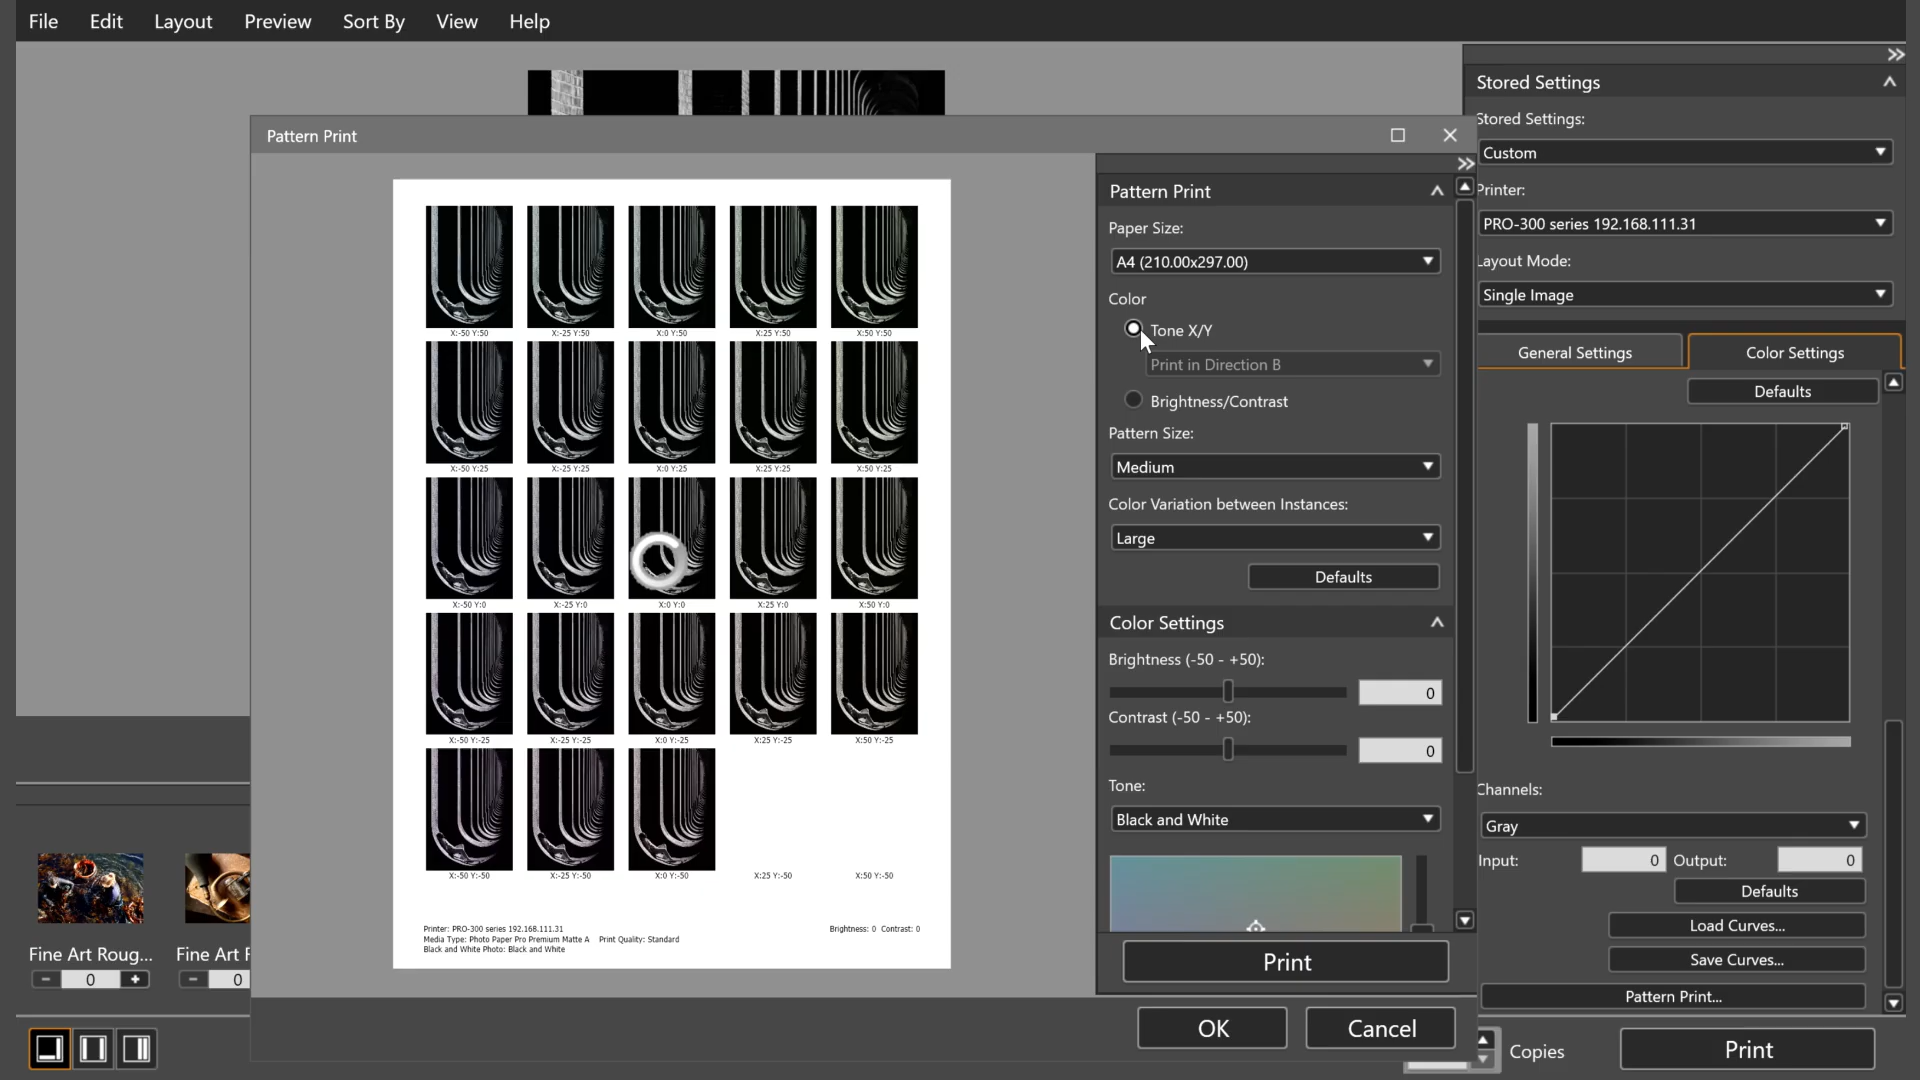 File Edit Layout Preview Sort By View Help
Pattern Print
X:-50 Y:50 X:-25 Y:50 X:0 Y:50 X:25 Y:50 X:50 Y:50
X:-50 Y:25 X:-25 Y:25 X:0 Y:25 X:25 Y:25 X:50 Y:25
X:-50 Y:0 X:-25 Y:0 X:0 Y:0 X:25 Y:0 X:50 Y:0
X:-50 Y:-25 X:-25 Y:-25 X:0 Y:-25 X:25 Y:-25 X:50 Y:-25
X:-50 Y:-50 X:-25 Y:-50 X:0 Y:-50 X:25 Y:-50 X:50 Y:-50
Printer: PRO-300 series 192.168.111.31 Brightness: 0 Contrast: 0
Media Type: Photo Paper Pro Premium Matte A Print Quality: Standard
Black and White Photo: Black and White
Pattern Print
Paper Size:
A4 (210.00x297.00)
Color
Tone X/Y
Print in Direction B
Brightness/Contrast
Pattern Size:
Medium
Color Variation between Instances:
Large
Defaults
Color Settings
Brightness (-50 - +50):
0
Contrast (-50 - +50):
0
Tone:
Black and White
Print
OK Cancel
Stored Settings
Stored Settings:
Custom
Printer:
PRO-300 series 192.168.111.31
Layout Mode:
Single Image
General Settings Color Settings
Defaults
Channels:
Gray
Input: 0 Output: 0
Defaults
Load Curves...
Save Curves...
Pattern Print...
Copies Print
Fine Art Roug... Fine Art
- 0 + - 0